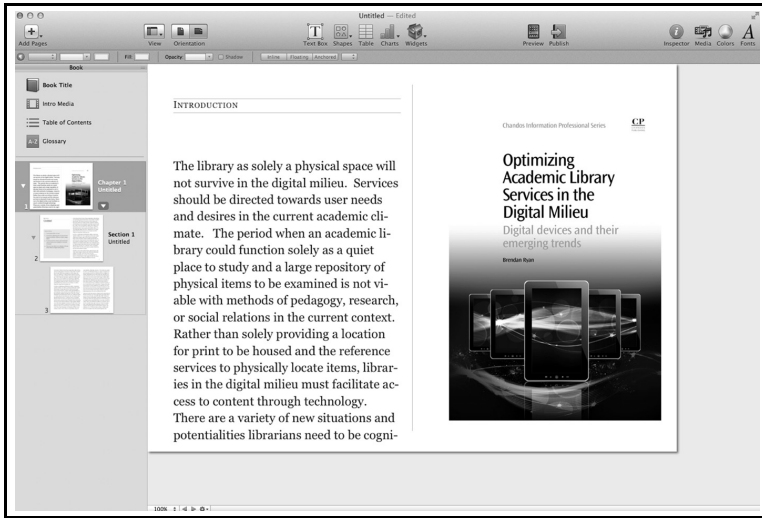 Untitled — Edited
Add Pages
View
Orientation
Text Box
Shapes
Table
Charts
Widgets
Preview
Publish
Inspector
Media
Colors
Fonts
Fill:
Opacity:
Shadow
Inline
Floating
Anchored
Book
Book Title
Intro Media
Table of Contents
A-Z
Glossary
Chapter 1
Untitled
1
Section 1
Untitled
2
3
INTRODUCTION
The library as solely a physical space will
not survive in the digital milieu. Services
should be directed towards user needs
and desires in the current academic cli-
mate. The period when an academic li-
brary could function solely as a quiet
place to study and a large repository of
physical items to be examined is not vi-
able with methods of pedagogy, research,
or social relations in the current context.
Rather than solely providing a location
for print to be housed and the reference
services to physically locate items, librar-
ies in the digital milieu must facilitate ac-
cess to content through technology.
There are a variety of new situations and
potentialities librarians need to be cogni-
Chandos Information Professional Series
CP
Optimizing
Academic Library
Services in the
Digital Milieu
Digital devices and their
emerging trends
Brendan Ryan
100%